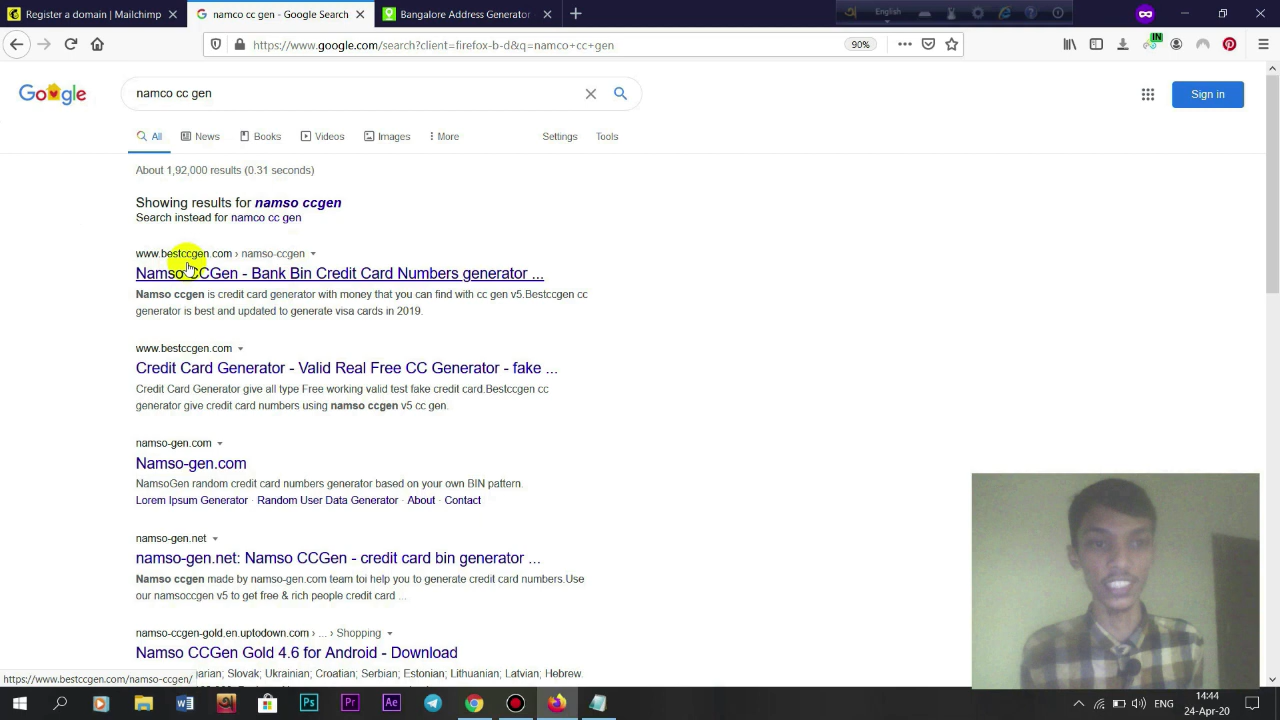 Register a domain | Mailchimp
namco cc gen - Google Search
Bangalore Address Generator
English
https://www.google.com/search?client=firefox-b-d&q=namco+cc+gen
90%
IN
Google
namco cc gen
Sign in
All
News
Books
Videos
Images
More
Settings
Tools
About 1,92,000 results (0.31 seconds)
Showing results for namso ccgen
Search instead for namco cc gen
www.bestccgen.com › namso-ccgen
Namso CCGen - Bank Bin Credit Card Numbers generator ...
Namso ccgen is credit card generator with money that you can find with cc gen v5.Bestccgen cc
generator is best and updated to generate visa cards in 2019.
www.bestccgen.com
Credit Card Generator - Valid Real Free CC Generator - fake ...
Credit Card Generator give all type Free working valid test fake credit card.Bestccgen cc
generator give credit card numbers using namso ccgen v5 cc gen.
namso-gen.com
Namso-gen.com
NamsoGen random credit card numbers generator based on your own BIN pattern.
Lorem Ipsum Generator · Random User Data Generator · About · Contact
namso-gen.net
namso-gen.net: Namso CCGen - credit card bin generator ...
Namso ccgen made by namso-gen.com team toi help you to generate credit card numbers.Use
our namsoccgen v5 to get free & rich people credit card ...
namso-ccgen-gold.en.uptodown.com › ... › Shopping
Namso CCGen Gold 4.6 for Android - Download
garian; Slovak; Ukrainian; Croatian; Serbian; Estonian; Lithuanian; Latvian; Hebrew.
https://www.bestccgen.com/namso-ccgen/
Ps
Pr
Ae
ENG
14:44
24-Apr-20